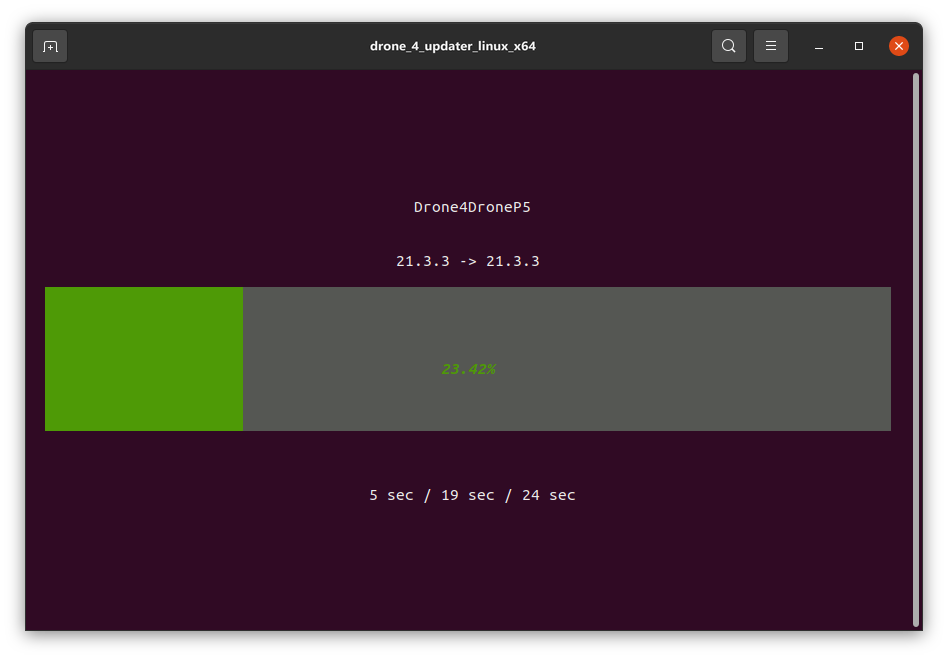 drone_4_updater_linux_x64
Drone4DroneP5
21.3.3 -> 21.3.3
23.42%
5 sec / 19 sec / 24 sec